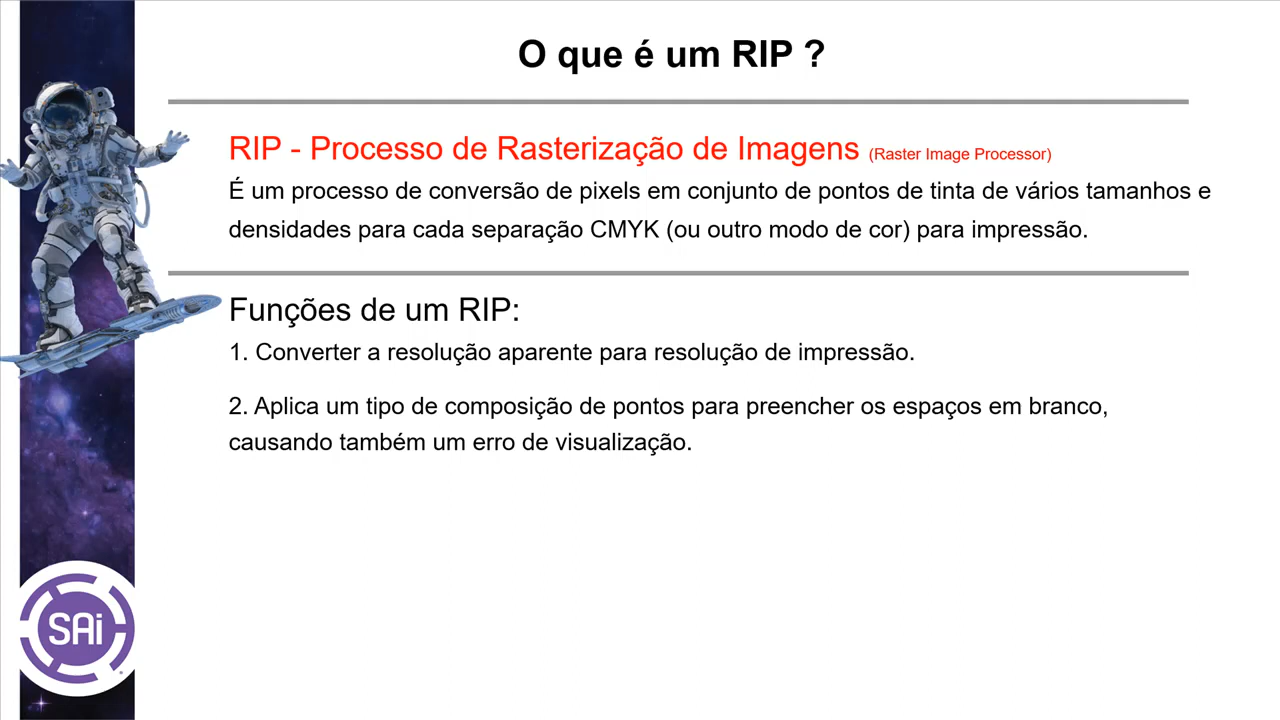 O que é um RIP ?
RIP - Processo de Rasterização de Imagens (Raster Image Processor)
É um processo de conversão de pixels em conjunto de pontos de tinta de vários tamanhos e
densidades para cada separação CMYK (ou outro modo de cor) para impressão.
Funções de um RIP:
1. Converter a resolução aparente para resolução de impressão.
2. Aplica um tipo de composição de pontos para preencher os espaços em branco,
causando também um erro de visualização.
SAi